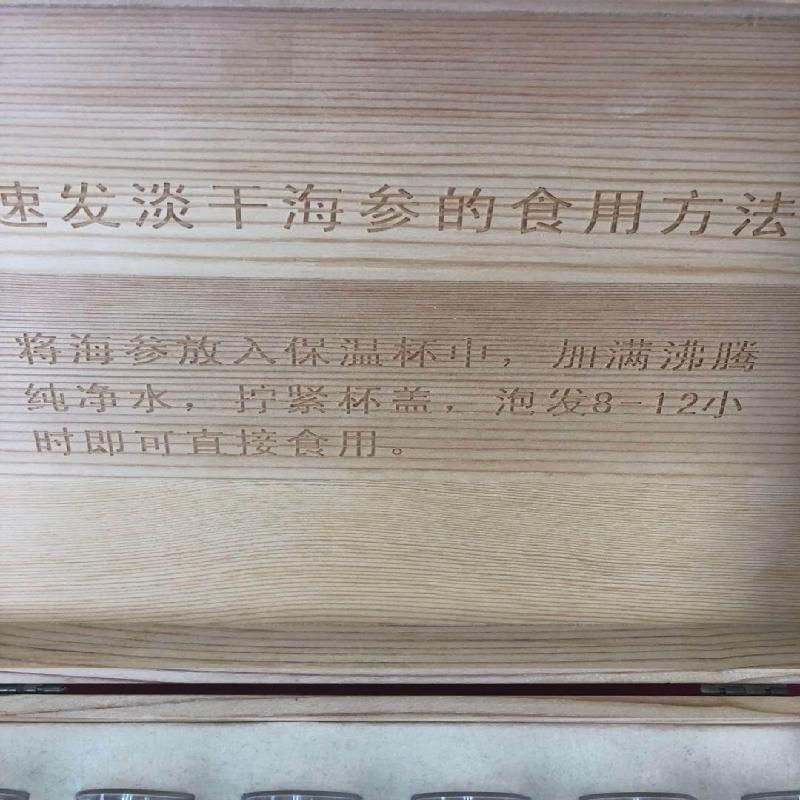 速发淡干海参的食用方法
将海参放入保温杯中，加满沸腾
纯净水，拧紧杯盖，泡发8-12小
时即可直接食用。